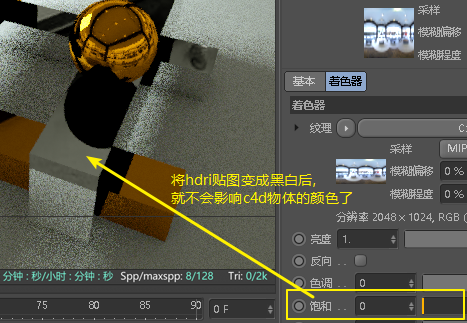 采样
模糊偏移
模糊程度
基本
着色器
着色器
纹理
采样
MIP
模糊偏移
0 %
模糊程度
0 %
分辨率 2048 × 1024, RGB (
亮度
1.
反向
色调
0
饱和
0
将hdri贴图变成黑白后,
就不会影响c4d物体的颜色了
分钟 : 秒/小时 : 分钟 : 秒 Spp/maxspp: 8/128 Tri: 0/2k
75 80 85 90
0 F